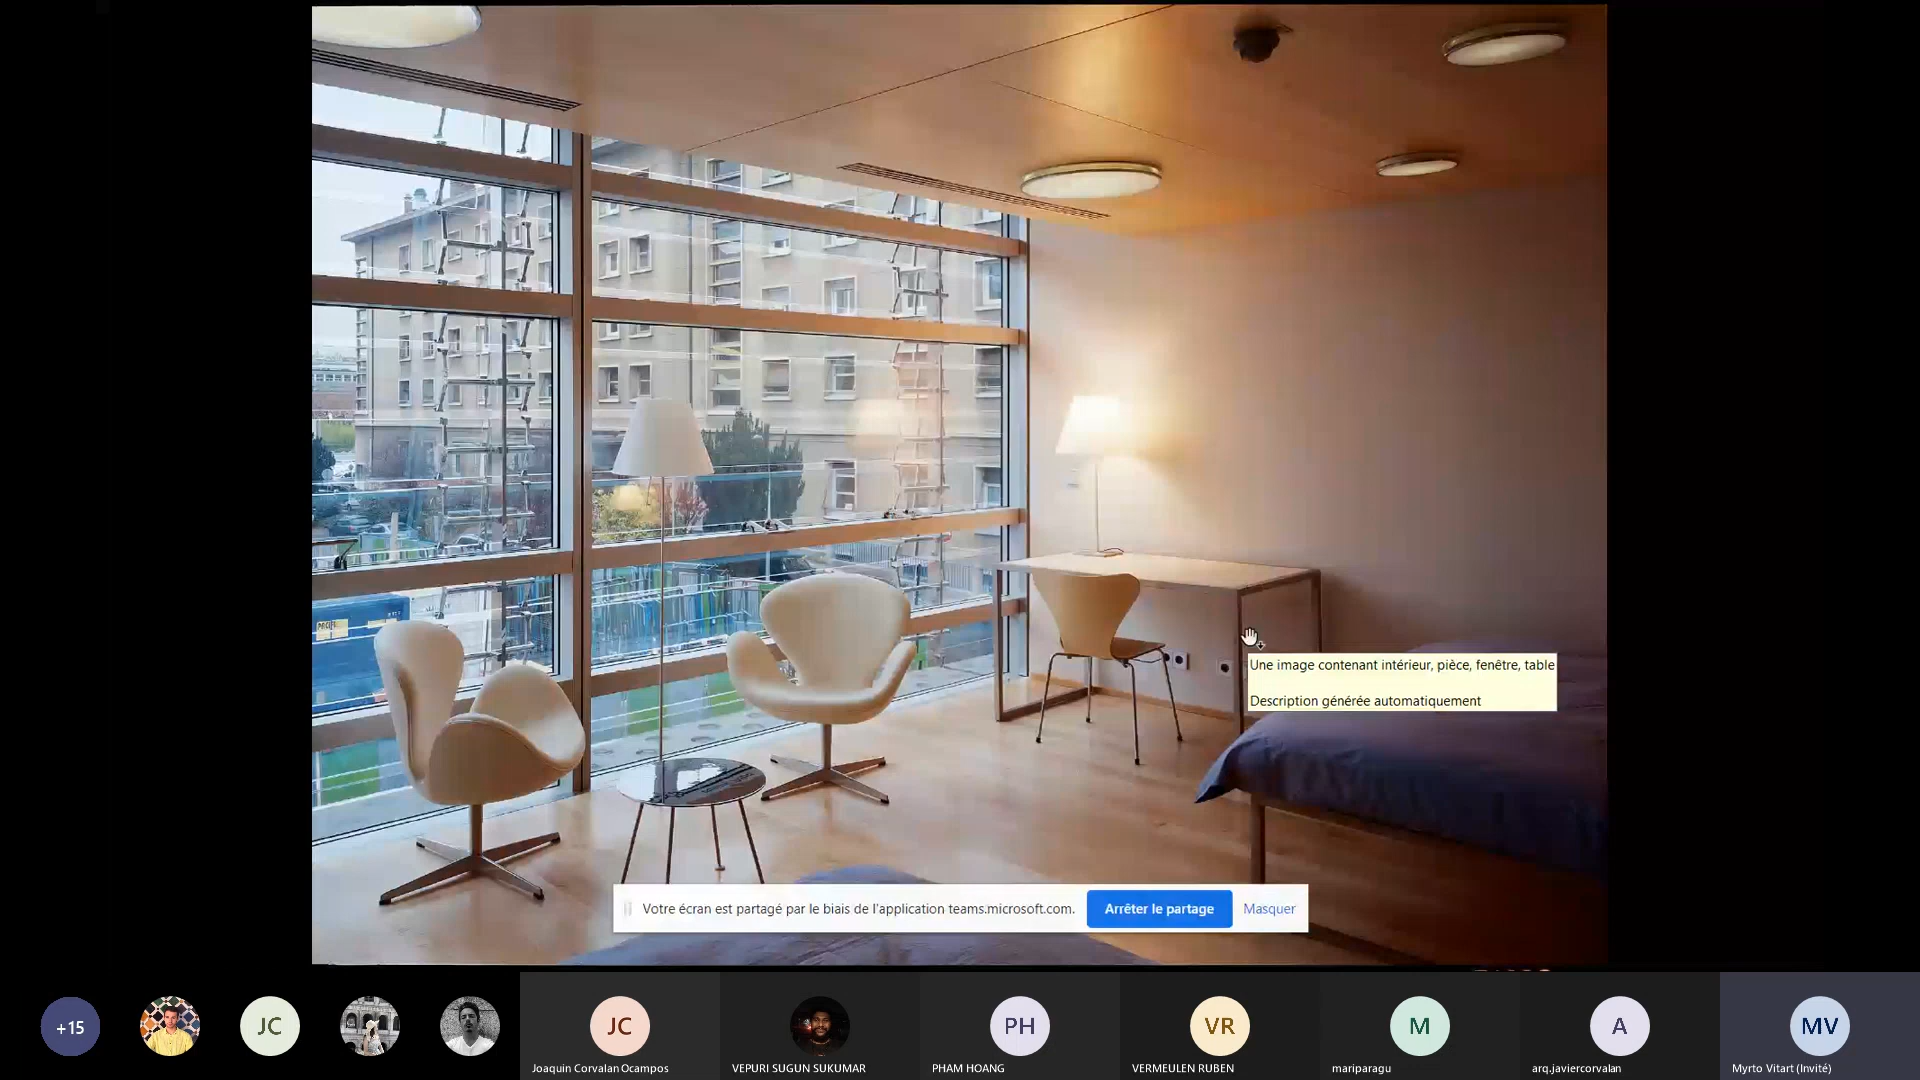 Une image contenant intérieur, pièce, fenêtre, table
Description générée automatiquement
Votre écran est partagé par le biais de l'application teams.microsoft.com.
Arrêter le partage
Masquer
+15
JC
JC
PH
VR
M
A
MV
Joaquin Corvalan Ocampos
VEPURI SUGUN SUKUMAR
PHAM HOANG
VERMEULEN RUBEN
mariparagu
arq.javiercorvalan
Myrto Vitart (Invité)